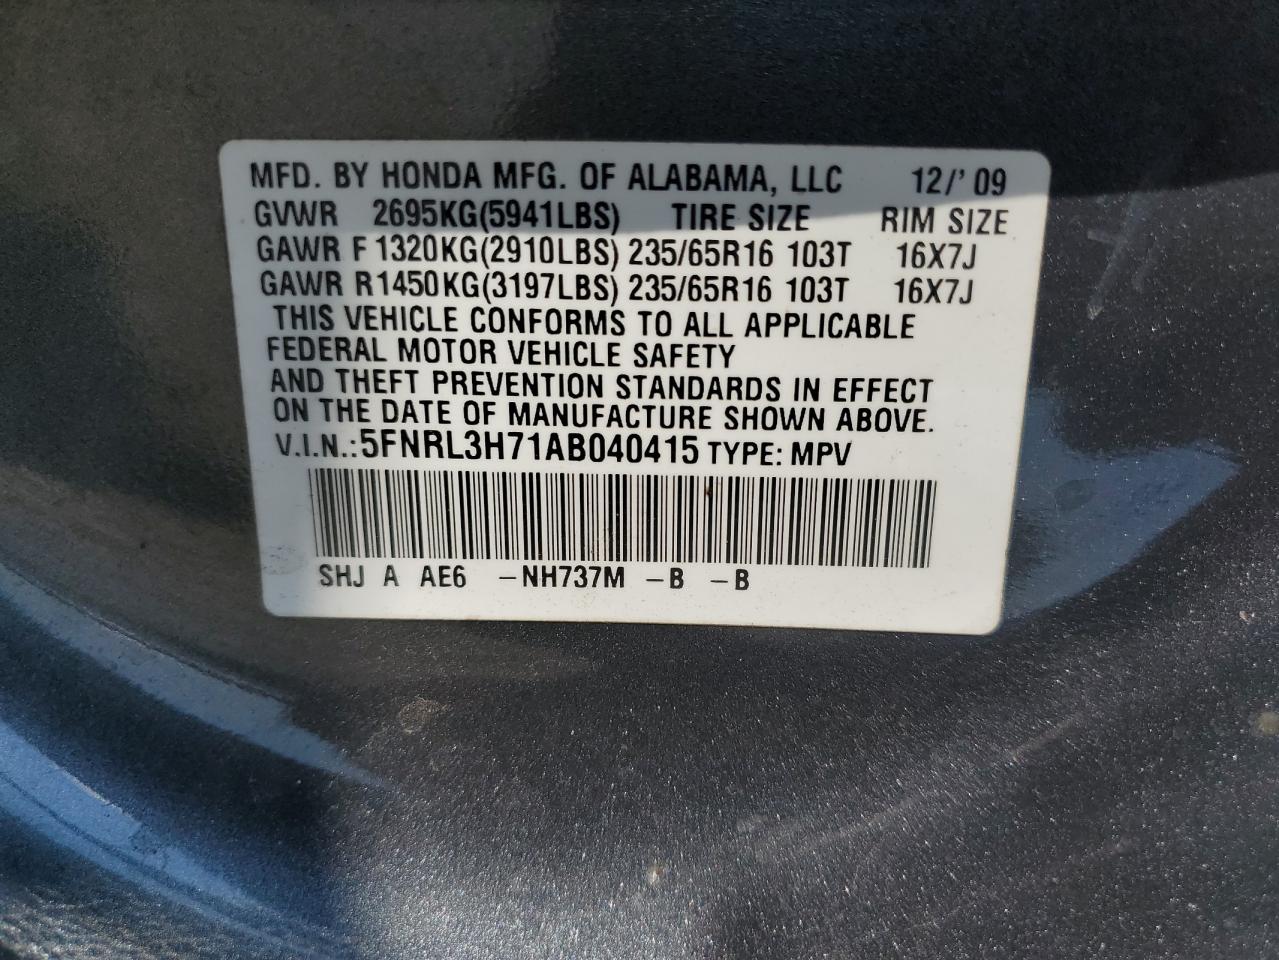 MFD. BY HONDA MFG. OF ALABAMA, LLC 12/'09
GVWR 2695KG(5941LBS) TIRE SIZE RIM SIZE
GAWR F 1320KG(2910LBS) 235/65R16 103T 16X7J
GAWR R1450KG(3197LBS) 235/65R16 103T 16X7J
THIS VEHICLE CONFORMS TO ALL APPLICABLE
FEDERAL MOTOR VEHICLE SAFETY
AND THEFT PREVENTION STANDARDS IN EFFECT
ON THE DATE OF MANUFACTURE SHOWN ABOVE.
V.I.N.:5FNRL3H71AB040415 TYPE: MPV
SHJ A AE6 -NH737M -B -B